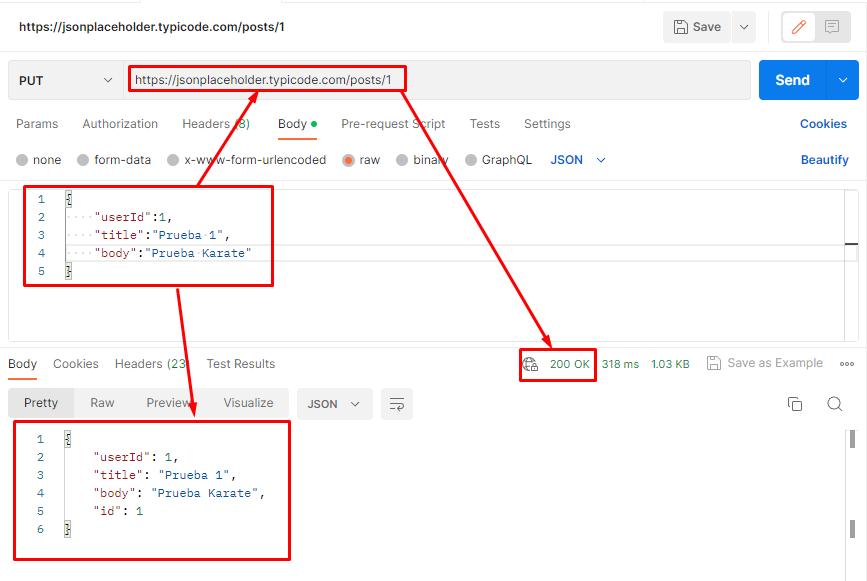 https://jsonplaceholder.typicode.com/posts/1 Save
PUT https://jsonplaceholder.typicode.com/posts/1 Send
Params Authorization Headers (8) Body Pre-request Script Tests Settings Cookies
none form-data x-www-form-urlencoded raw binary GraphQL JSON Beautify
1 {
2 "userId":1,
3 "title":"Prueba 1",
4 "body":"Prueba Karate"
5 }
Body Cookies Headers (23) Test Results 200 OK 318 ms 1.03 KB Save as Example
Pretty Raw Preview Visualize JSON
1 {
2 "userId": 1,
3 "title": "Prueba 1",
4 "body": "Prueba Karate",
5 "id": 1
6 }